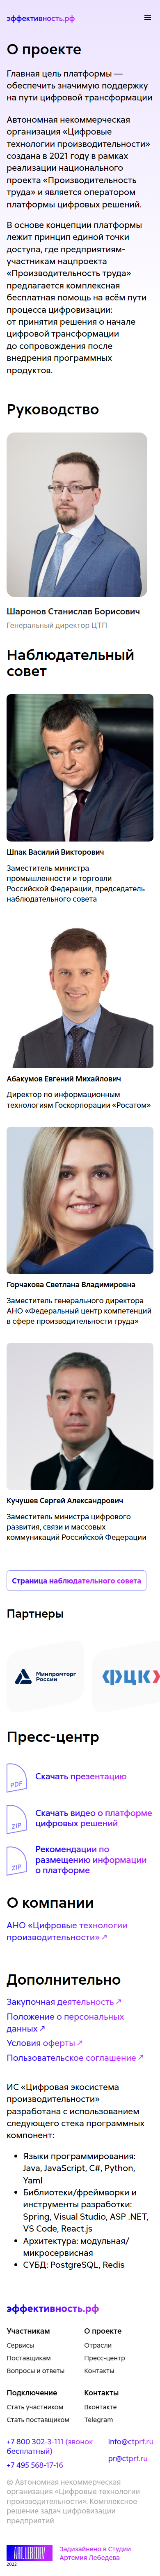 эффективность.рф
О проекте
Главная цель платформы —
обеспечить значимую поддержку
на пути цифровой трансформации
Автономная некоммерческая
организация «Цифровые
технологии производительности»
создана в 2021 году в рамках
реализации национального
проекта «Производительность
труда» и является оператором
платформы цифровых решений.
В основе концепции платформы
лежит принцип единой точки
доступа, где предприятиям-
участникам нацпроекта
«Производительность труда»
предлагается комплексная
бесплатная помощь на всём пути
процесса цифровизации:
от принятия решения о начале
цифровой трансформации
до сопровождения после
внедрения программных
продуктов.
Руководство
Шаронов Станислав Борисович
Генеральный директор ЦТП
Наблюдательный
совет
Шпак Василий Викторович
Заместитель министра
промышленности и торговли
Российской Федерации, председатель
наблюдательного совета
Абакумов Евгений Михайлович
Директор по информационным
технологиям Госкорпорации «Росатом»
Горчакова Светлана Владимировна
Заместитель генерального директора
АНО «Федеральный центр компетенций
в сфере производительности труда»
Кучушев Сергей Александрович
Заместитель министра цифрового
развития, связи и массовых
коммуникаций Российской Федерации
Страница наблюдательного совета
Партнеры
Минпромторг
России
ФЦК
Пресс-центр
PDF
Скачать презентацию
ZIP
Скачать видео о платформе
цифровых решений
ZIP
Рекомендации по
размещению информации
о платформе
О компании
АНО «Цифровые технологии
производительности» ↗
Дополнительно
Закупочная деятельность ↗
Положение о персональных
данных ↗
Условия оферты ↗
Пользовательское соглашение ↗
ИС «Цифровая экосистема
производительности»
разработана с использованием
следующего стека программных
компонент:
• Языки программирования:
Java, JavaScript, C#, Python,
Yaml
• Библиотеки/фреймворки и
инструменты разработки:
Spring, Visual Studio, ASP .NET,
VS Code, React.js
• Архитектура: модульная/
микросервисная
• СУБД: PostgreSQL, Redis
эффективность.рф
Участникам
Сервисы
Поставщикам
Вопросы и ответы
О проекте
Отрасли
Пресс-центр
Контакты
Подключение
Стать участником
Стать поставщиком
Контакты
Вконтакте
Telegram
+7 800 302-3-111 (звонок
бесплатный)
+7 495 568-17-16
info@ctprf.ru
pr@ctprf.ru
© Автономная некоммерческая
организация «Цифровые технологии
производительности». Комплексное
решение задач цифровизации
предприятий
ART. LEBEDEV
2022
Задизайнено в Студии
Артемия Лебедева